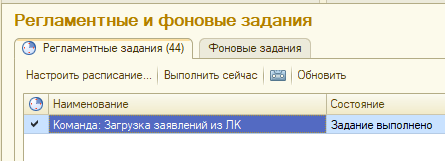 Регламентные и фоновые задания
Регламентные задания (44) Фоновые задания
Настроить расписание... Выполнить сейчас Обновить
Наименование Состояние
Команда: Загрузка заявлений из ЛК Задание выполнено